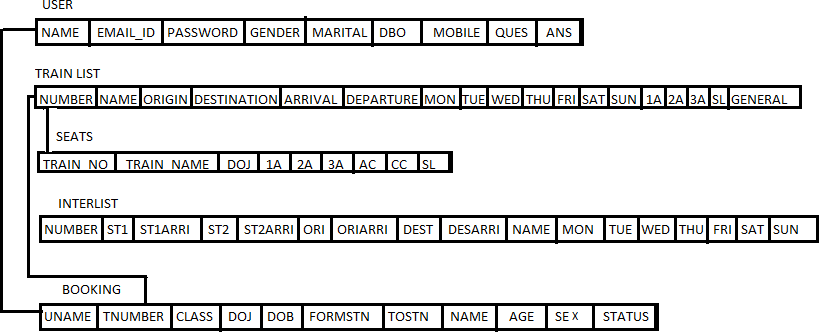 USER
NAME EMAIL_ID PASSWORD GENDER MARITAL DBO MOBILE QUES ANS
TRAIN LIST
NUMBER NAME ORIGIN DESTINATION ARRIVAL DEPARTURE MON TUE WED THU FRI SAT SUN 1A 2A 3A SL GENERAL
SEATS
TRAIN_NO TRAIN_NAME DOJ 1A 2A 3A AC CC SL
INTERLIST
NUMBER ST1 ST1ARRI ST2 ST2ARRI ORI ORIARRI DEST DESARRI NAME MON TUE WED THU FRI SAT SUN
BOOKING
UNAME TNUMBER CLASS DOJ DOB FORMSTN TOSTN NAME AGE SEX STATUS